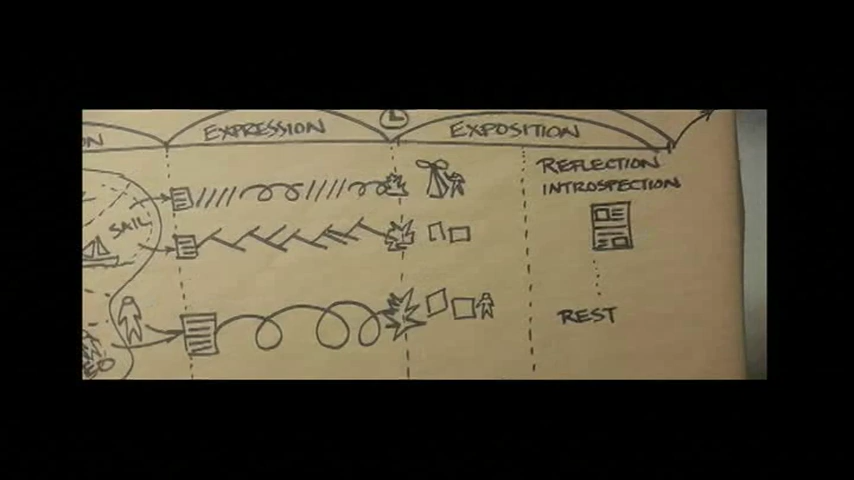 EXPRESSION
EXPOSITION
REFLECTION
INTROSPECTION
SAIL
REST